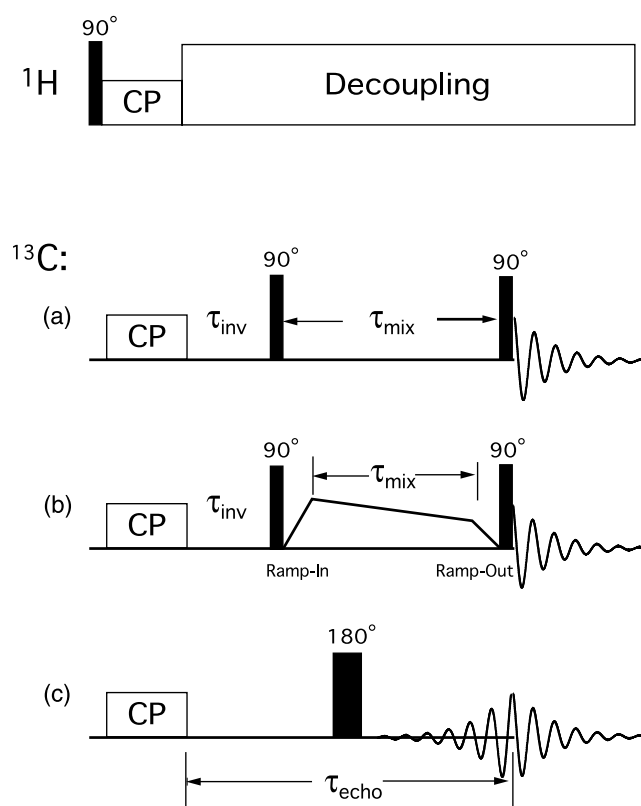 90°
¹H
CP
Decoupling
¹³C:
90°
90°
(a)
CP
τinv
τmix
90°
90°
(b)
CP
τinv
τmix
Ramp-In
Ramp-Out
180°
(c)
CP
τecho